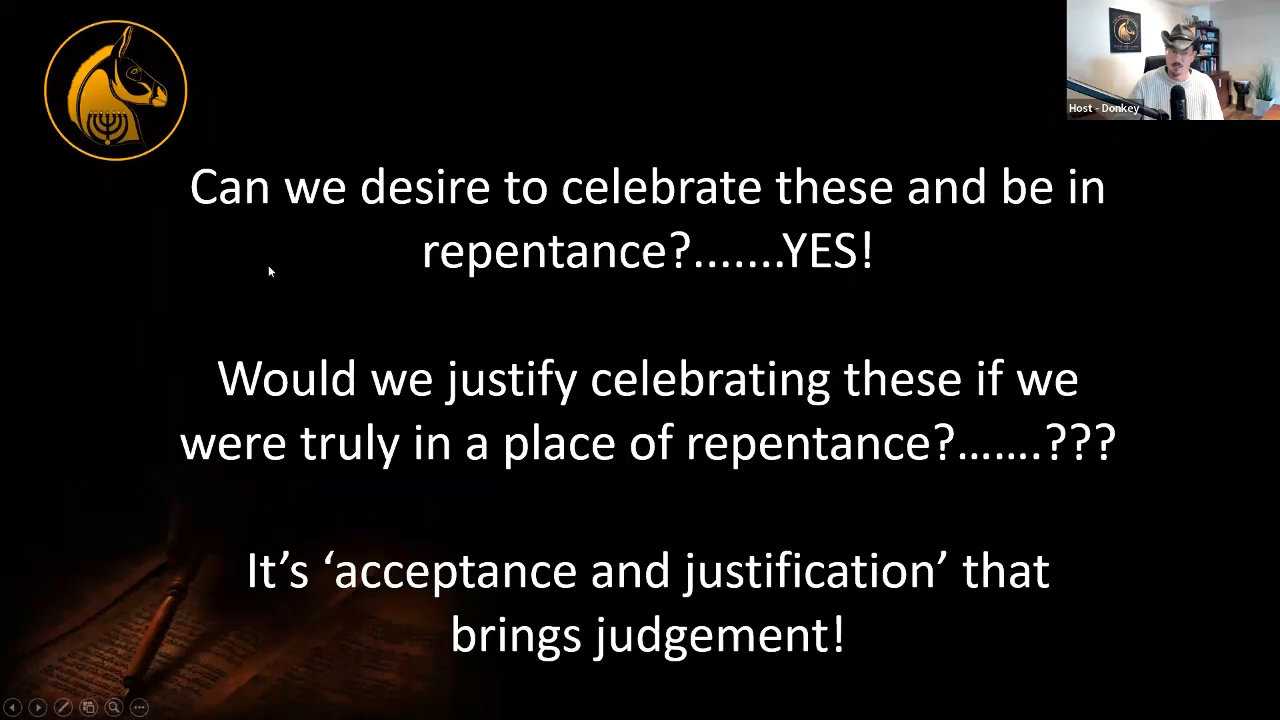 Host - Donkey
Can we desire to celebrate these and be in
repentance?.......YES!
Would we justify celebrating these if we
were truly in a place of repentance?.......???
It’s ‘acceptance and justification’ that
brings judgement!